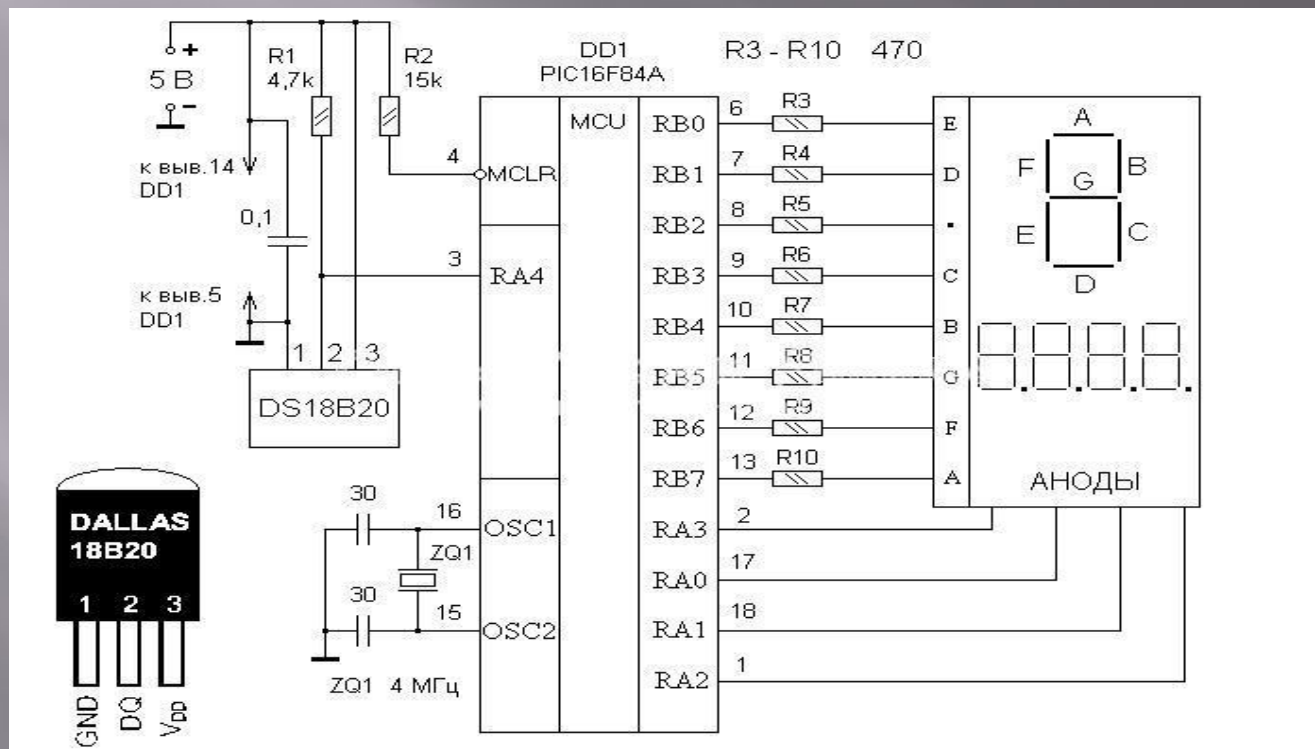 5 В
+
-
R1
4,7k
R2
15k
DD1
PIC16F84A
R3 - R10 470
к выв.14
DD1
0,1
к выв.5
DD1
1 2 3
DS18B20
4
MCLR
3
RA4
16
OSC1
15
OSC2
MCU
RB0
6
R3
E
RB1
7
R4
D
RB2
8
R5
.
RB3
9
R6
C
RB4
10
R7
B
RB5
11
R8
G
RB6
12
R9
F
RB7
13
R10
A
RA3
2
RA0
17
RA1
18
RA2
1
A
F
B
G
E
C
D
8.8.8.8.
АНОДЫ
30
ZQ1
30
ZQ1 4 МГц
DALLAS
18B20
1 2 3
GND
DQ
VDD